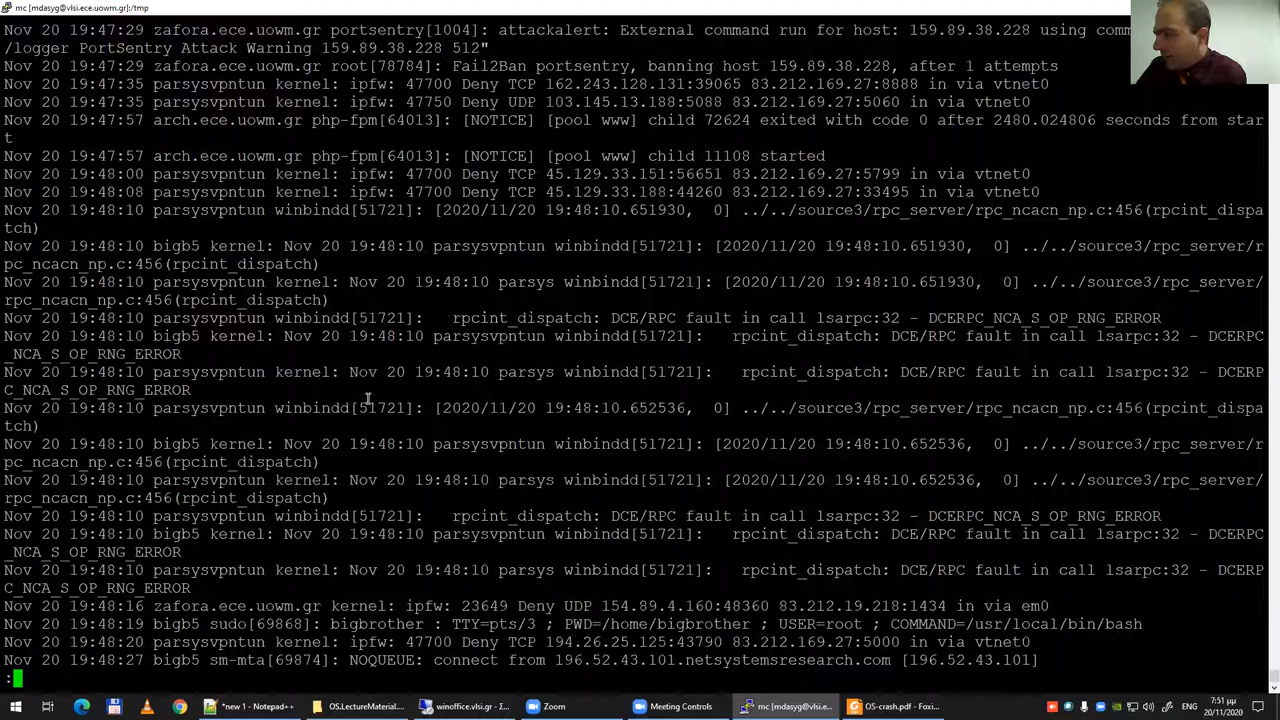 mc [mdasyg@vlsi.ece.uowm.gr]:/tmp
Nov 20 19:47:29 zafora.ece.uowm.gr portsentry[1004]: attackalert: External command run for host: 159.89.38.228 using com
/logger PortSentry Attack Warning 159.89.38.228 512"
Nov 20 19:47:29 zafora.ece.uowm.gr root[78784]: Fail2Ban portsentry, banning host 159.89.38.228, after 1 attempts
Nov 20 19:47:35 parsysvpntun kernel: ipfw: 47700 Deny TCP 162.243.128.131:39065 83.212.169.27:8888 in via vtnet0
Nov 20 19:47:35 parsysvpntun kernel: ipfw: 47750 Deny UDP 103.145.13.188:5088 83.212.169.27:5060 in via vtnet0
Nov 20 19:47:57 arch.ece.uowm.gr php-fpm[64013]: [NOTICE] [pool www] child 72624 exited with code 0 after 2480.024806 seconds from star
t
Nov 20 19:47:57 arch.ece.uowm.gr php-fpm[64013]: [NOTICE] [pool www] child 11108 started
Nov 20 19:48:00 parsysvpntun kernel: ipfw: 47700 Deny TCP 45.129.33.151:56651 83.212.169.27:5799 in via vtnet0
Nov 20 19:48:08 parsysvpntun kernel: ipfw: 47700 Deny TCP 45.129.33.188:44260 83.212.169.27:33495 in via vtnet0
Nov 20 19:48:10 parsysvpntun winbindd[51721]: [2020/11/20 19:48:10.651930,  0] ../../source3/rpc_server/rpc_ncacn_np.c:456(rpcint_dispa
tch)
Nov 20 19:48:10 bigb5 kernel: Nov 20 19:48:10 parsysvpntun winbindd[51721]: [2020/11/20 19:48:10.651930,  0] ../../source3/rpc_server/r
pc_ncacn_np.c:456(rpcint_dispatch)
Nov 20 19:48:10 parsysvpntun kernel: Nov 20 19:48:10 parsys winbindd[51721]: [2020/11/20 19:48:10.651930,  0] ../../source3/rpc_server/
rpc_ncacn_np.c:456(rpcint_dispatch)
Nov 20 19:48:10 parsysvpntun winbindd[51721]:   rpcint_dispatch: DCE/RPC fault in call lsarpc:32 - DCERPC_NCA_S_OP_RNG_ERROR
Nov 20 19:48:10 bigb5 kernel: Nov 20 19:48:10 parsysvpntun winbindd[51721]:   rpcint_dispatch: DCE/RPC fault in call lsarpc:32 - DCERPC
_NCA_S_OP_RNG_ERROR
Nov 20 19:48:10 parsysvpntun kernel: Nov 20 19:48:10 parsys winbindd[51721]:   rpcint_dispatch: DCE/RPC fault in call lsarpc:32 - DCERP
C_NCA_S_OP_RNG_ERROR
Nov 20 19:48:10 parsysvpntun winbindd[51721]: [2020/11/20 19:48:10.652536,  0] ../../source3/rpc_server/rpc_ncacn_np.c:456(rpcint_dispa
tch)
Nov 20 19:48:10 bigb5 kernel: Nov 20 19:48:10 parsysvpntun winbindd[51721]: [2020/11/20 19:48:10.652536,  0] ../../source3/rpc_server/r
pc_ncacn_np.c:456(rpcint_dispatch)
Nov 20 19:48:10 parsysvpntun kernel: Nov 20 19:48:10 parsys winbindd[51721]: [2020/11/20 19:48:10.652536,  0] ../../source3/rpc_server/
rpc_ncacn_np.c:456(rpcint_dispatch)
Nov 20 19:48:10 parsysvpntun winbindd[51721]:   rpcint_dispatch: DCE/RPC fault in call lsarpc:32 - DCERPC_NCA_S_OP_RNG_ERROR
Nov 20 19:48:10 bigb5 kernel: Nov 20 19:48:10 parsysvpntun winbindd[51721]:   rpcint_dispatch: DCE/RPC fault in call lsarpc:32 - DCERPC
_NCA_S_OP_RNG_ERROR
Nov 20 19:48:10 parsysvpntun kernel: Nov 20 19:48:10 parsys winbindd[51721]:   rpcint_dispatch: DCE/RPC fault in call lsarpc:32 - DCERP
C_NCA_S_OP_RNG_ERROR
Nov 20 19:48:16 zafora.ece.uowm.gr kernel: ipfw: 23649 Deny UDP 154.89.4.160:48360 83.212.19.218:1434 in via em0
Nov 20 19:48:19 bigb5 sudo[69868]: bigbrother : TTY=pts/3 ; PWD=/home/bigbrother ; USER=root ; COMMAND=/usr/local/bin/bash
Nov 20 19:48:20 parsysvpntun kernel: ipfw: 47700 Deny TCP 194.26.25.125:43790 83.212.169.27:5000 in via vtnet0
Nov 20 19:48:27 bigb5 sm-mta[69874]: NOQUEUE: connect from 196.52.43.101.netsystemsresearch.com [196.52.43.101]
:
*new 1 - Notepad++
OS.LectureMaterial...
winoffice.vlsi.gr - Σ...
Zoom
Meeting Controls
mc [mdasyg@vlsi.e...
OS-crash.pdf - Foxi...
ENG
7:51 μμ
20/11/2020